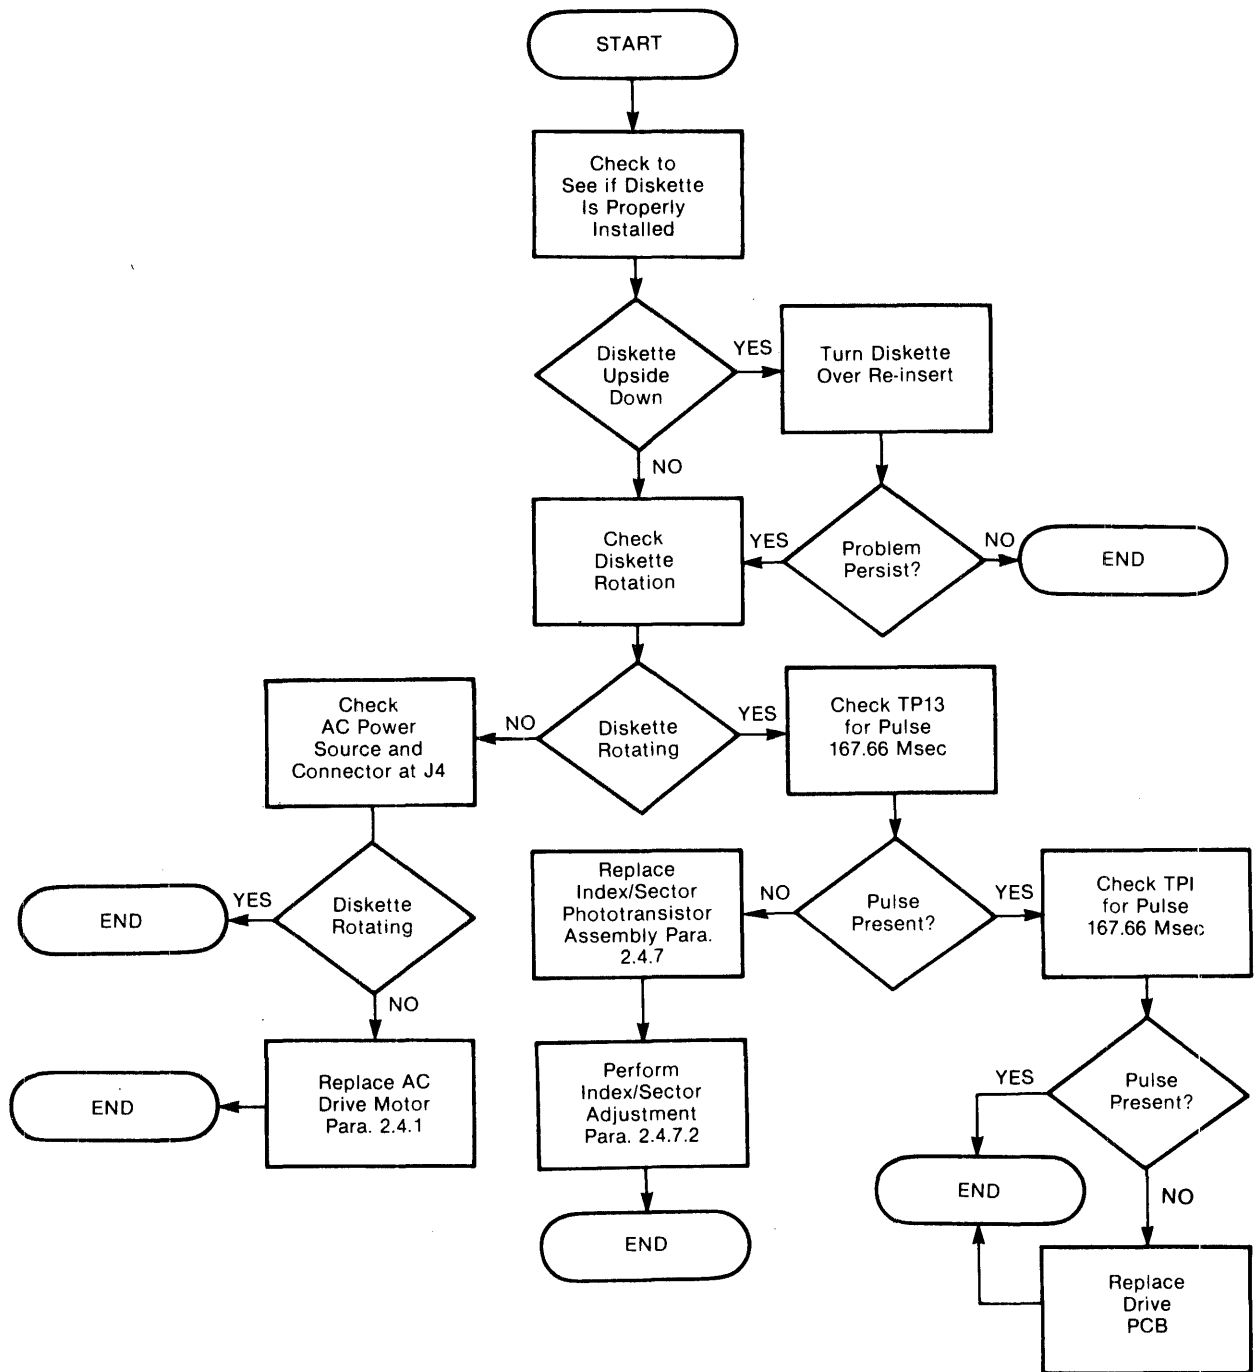 START
Check to
See if Diskette
Is Properly
Installed
Diskette
Upside
Down
YES
Turn Diskette
Over Re-insert
NO
Check
Diskette
Rotation
YES
Problem
Persist?
NO
END
Check
AC Power
Source and
Connector at J4
NO
Diskette
Rotating
YES
Check TP13
for Pulse
167.66 Msec
END
YES
Diskette
Rotating
NO
Replace
Index/Sector
Phototransistor
Assembly Para.
2.4.7
NO
Pulse
Present?
YES
Check TPI
for Pulse
167.66 Msec
END
Replace AC
Drive Motor
Para. 2.4.1
Perform
Index/Sector
Adjustment
Para. 2.4.7.2
END
YES
Pulse
Present?
NO
END
Replace
Drive
PCB